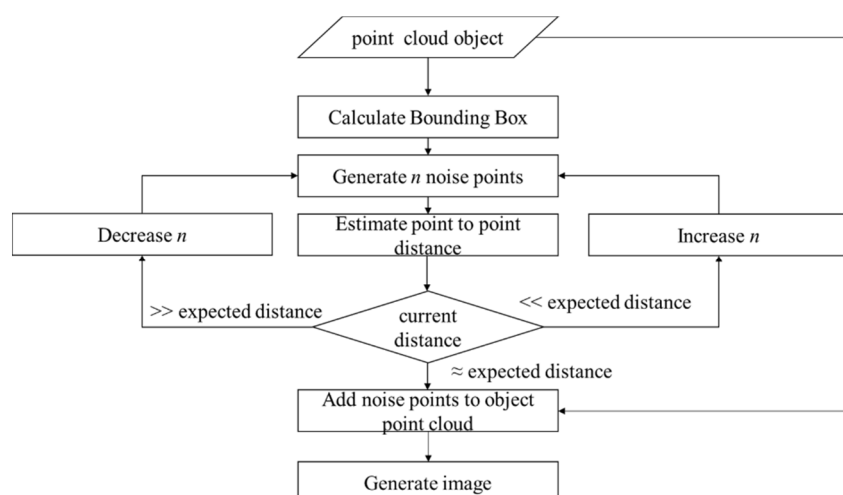 point cloud object
Calculate Bounding Box
Generate n noise points
Decrease n
Estimate point to point
distance
Increase n
>> expected distance
current
distance
<< expected distance
≈ expected distance
Add noise points to object
point cloud
Generate image